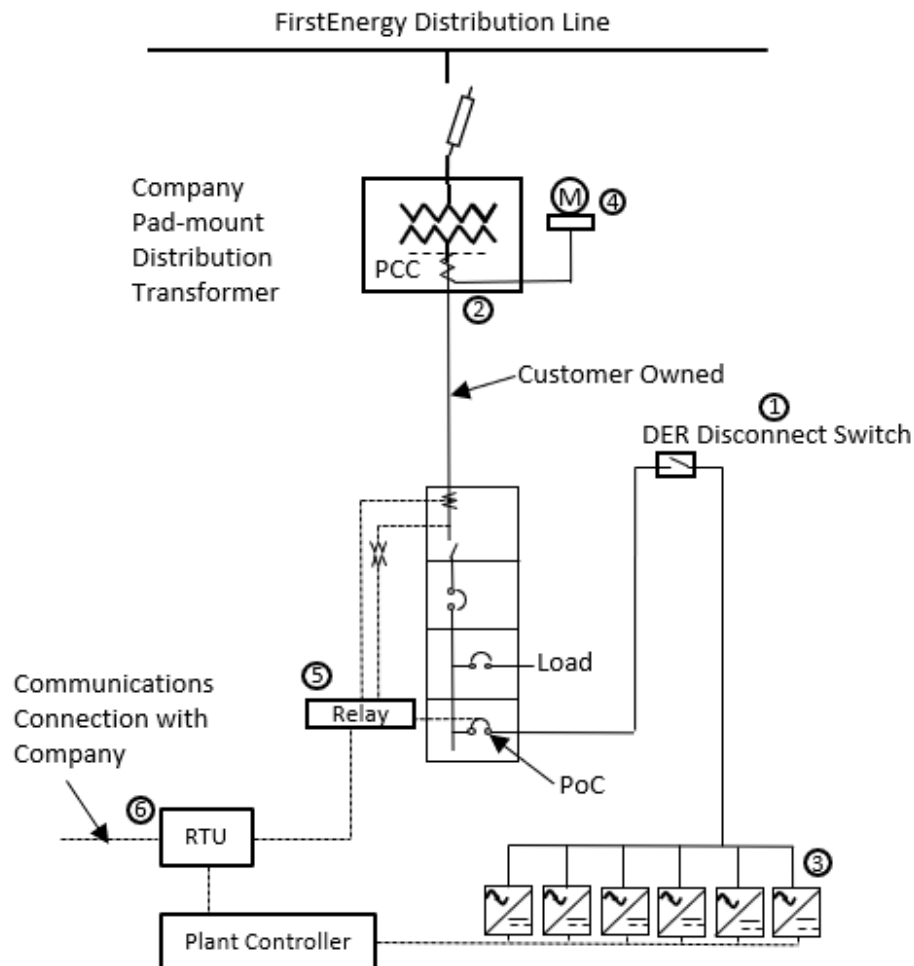 FirstEnergy Distribution Line
Company
Pad-mount
Distribution
Transformer
M
4
PCC
2
Customer Owned
1
DER Disconnect Switch
Load
5
Relay
Communications
Connection with
Company
PoC
6
RTU
3
Plant Controller